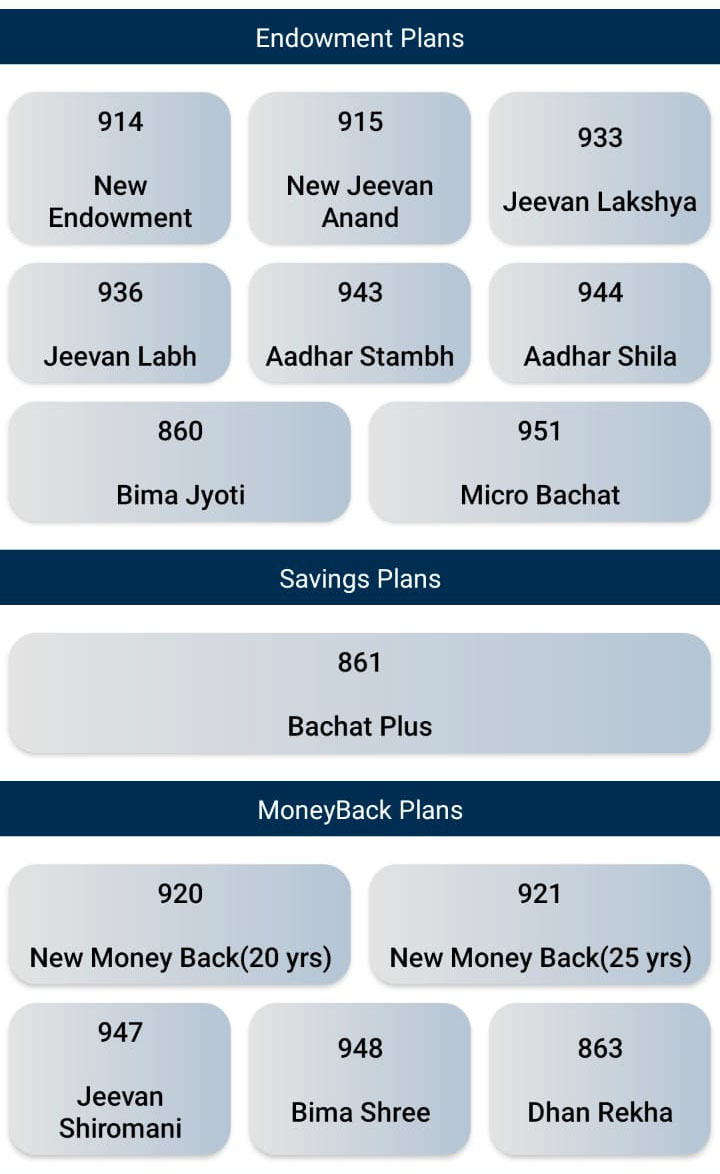 Endowment Plans
914
New
Endowment
915
New Jeevan
Anand
933
Jeevan Lakshya
936
Jeevan Labh
943
Aadhar Stambh
944
Aadhar Shila
860
Bima Jyoti
951
Micro Bachat
Savings Plans
861
Bachat Plus
MoneyBack Plans
920
New Money Back(20 yrs)
921
New Money Back(25 yrs)
947
Jeevan
Shiromani
948
Bima Shree
863
Dhan Rekha